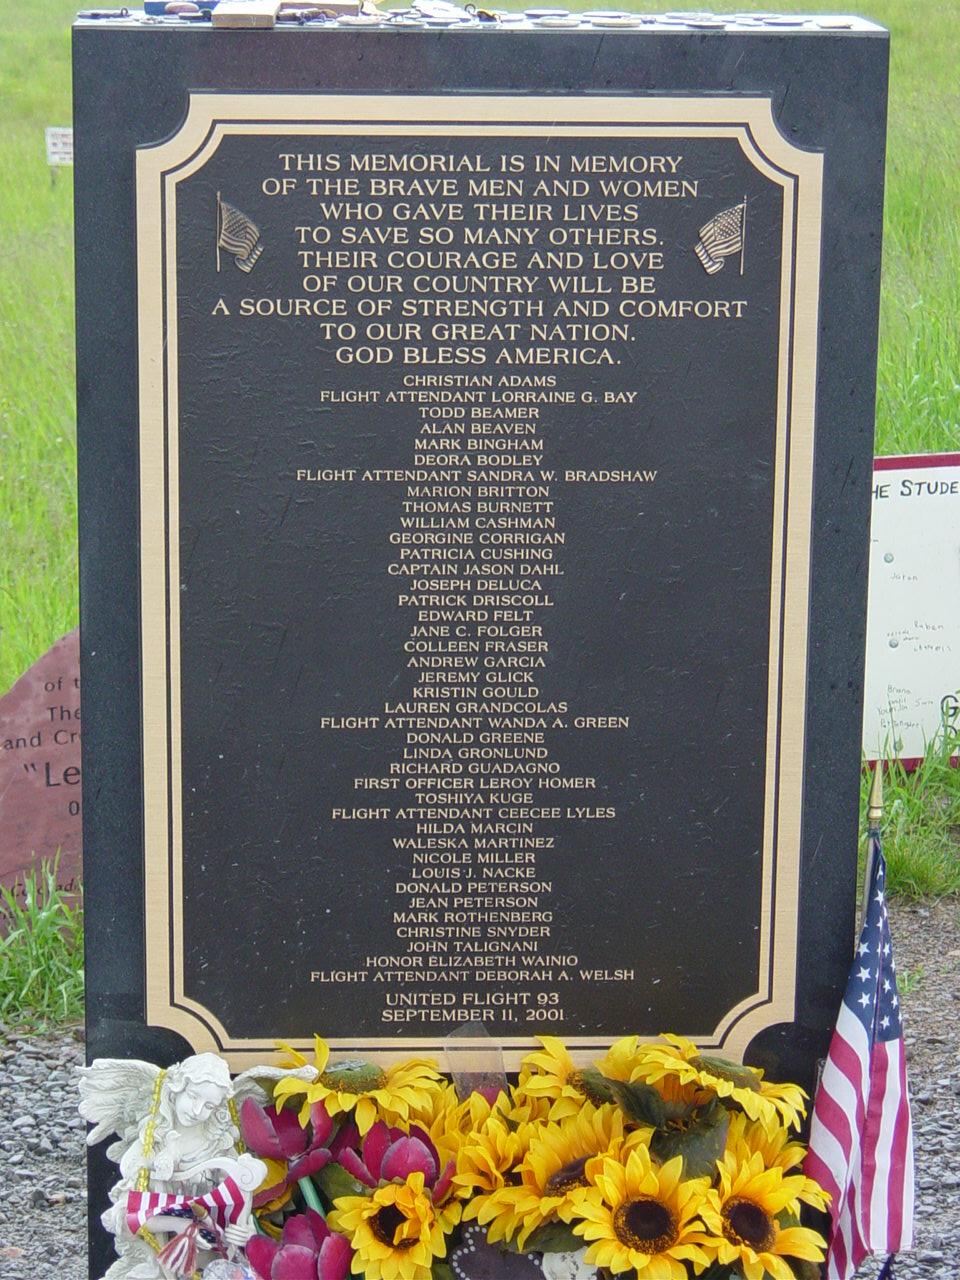 THIS MEMORIAL IS IN MEMORY
OF THE BRAVE MEN AND WOMEN
WHO GAVE THEIR LIVES
TO SAVE SO MANY OTHERS.
THEIR COURAGE AND LOVE
OF OUR COUNTRY WILL BE
A SOURCE OF STRENGTH AND COMFORT
TO OUR GREAT NATION.
GOD BLESS AMERICA.
CHRISTIAN ADAMS
FLIGHT ATTENDANT LORRAINE G. BAY
TODD BEAMER
ALAN BEAVEN
MARK BINGHAM
DEORA BODLEY
FLIGHT ATTENDANT SANDRA W. BRADSHAW
MARION BRITTON
THOMAS BURNETT
WILLIAM CASHMAN
GEORGINE CORRIGAN
PATRICIA CUSHING
CAPTAIN JASON DAHL
JOSEPH DELUCA
PATRICK DRISCOLL
EDWARD FELT
JANE C. FOLGER
COLLEEN FRASER
ANDREW GARCIA
JEREMY GLICK
KRISTIN GOULD
LAUREN GRANDCOLAS
FLIGHT ATTENDANT WANDA A. GREEN
DONALD GREENE
LINDA GRONLUND
RICHARD GUADAGNO
FIRST OFFICER LEROY HOMER
TOSHIYA KUGE
FLIGHT ATTENDANT CEECEE LYLES
HILDA MARCIN
WALESKA MARTINEZ
NICOLE MILLER
LOUIS J. NACKE
DONALD PETERSON
JEAN PETERSON
MARK ROTHENBERG
CHRISTINE SNYDER
JOHN TALIGNANI
HONOR ELIZABETH WAINIO
FLIGHT ATTENDANT DEBORAH A. WELSH
UNITED FLIGHT 93
SEPTEMBER 11, 2001
of
The
and
"Le
HE STUDE
Ruben